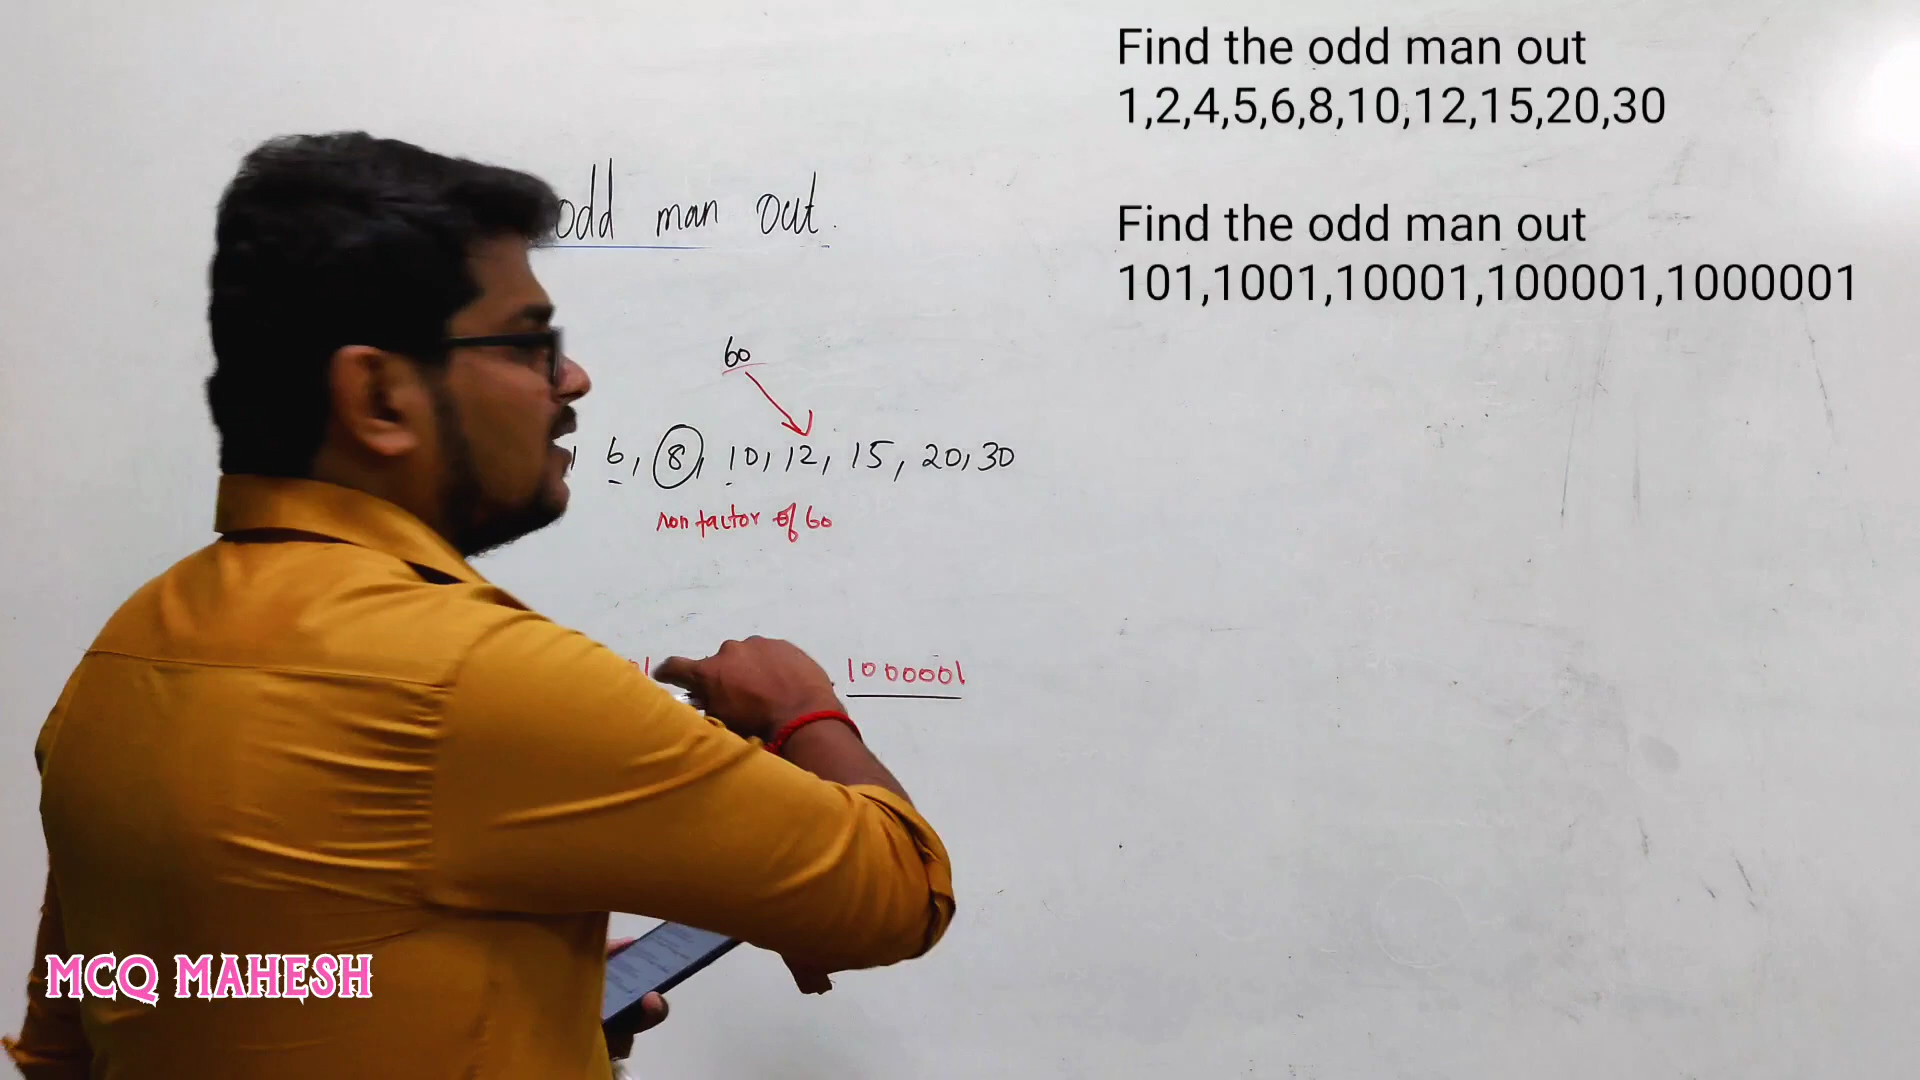 Find the odd man out
1,2,4,5,6,8,10,12,15,20,30
Find the odd man out
101,1001,10001,100001,1000001
odd man out.
60
6, 8, 10, 12, 15, 20, 30
non factor of 60
01
1000001
MCQ MAHESH